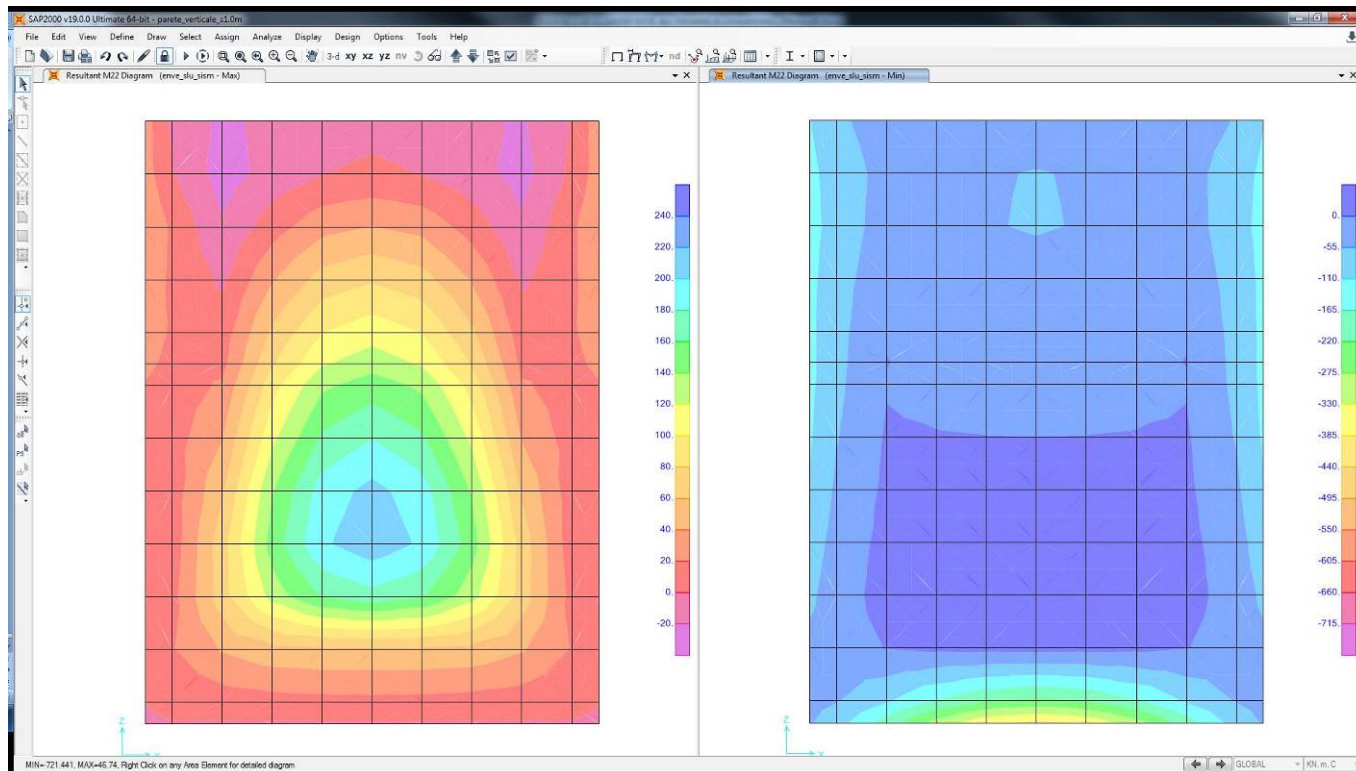 SAP2000 v19.0.0 Ultimate 64-bit - parete_verticale_s1.0m
File Edit View Define Draw Select Assign Analyze Display Design Options Tools Help
3-d xy xz yz nv nd
Resultant M22 Diagram (enve_slu_sism - Max)
Resultant M22 Diagram (enve_slu_sism - Min)
240.
220.
200.
180.
160.
140.
120.
100.
80.
60.
40.
20.
0.
-20.
Z
X
0.
-55.
-110.
-165.
-220.
-275.
-330.
-385.
-440.
-495.
-550.
-605.
-660.
-715.
Z
X
MIN=-721.441, MAX=46.74, Right Click on any Area Element for detailed diagram
GLOBAL
KN, m, C